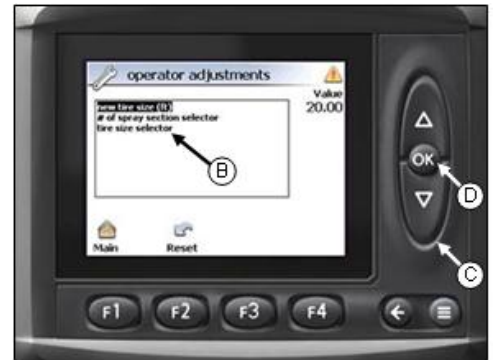 operator adjustments
Value
new tire size (ft)
20.00
# of spray section selector
tire size selector
B
OK
D
C
Main
Reset
F1
F2
F3
F4